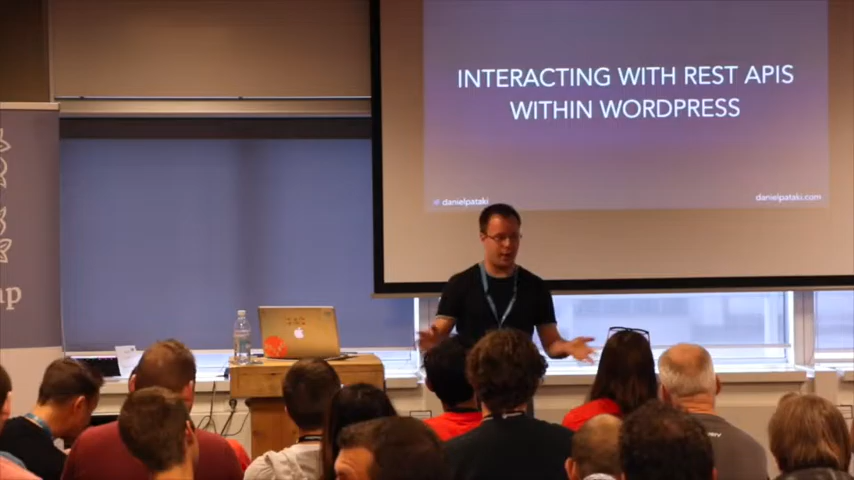 INTERACTING WITH REST APIS
WITHIN WORDPRESS
danielpataki
danielpataki.com